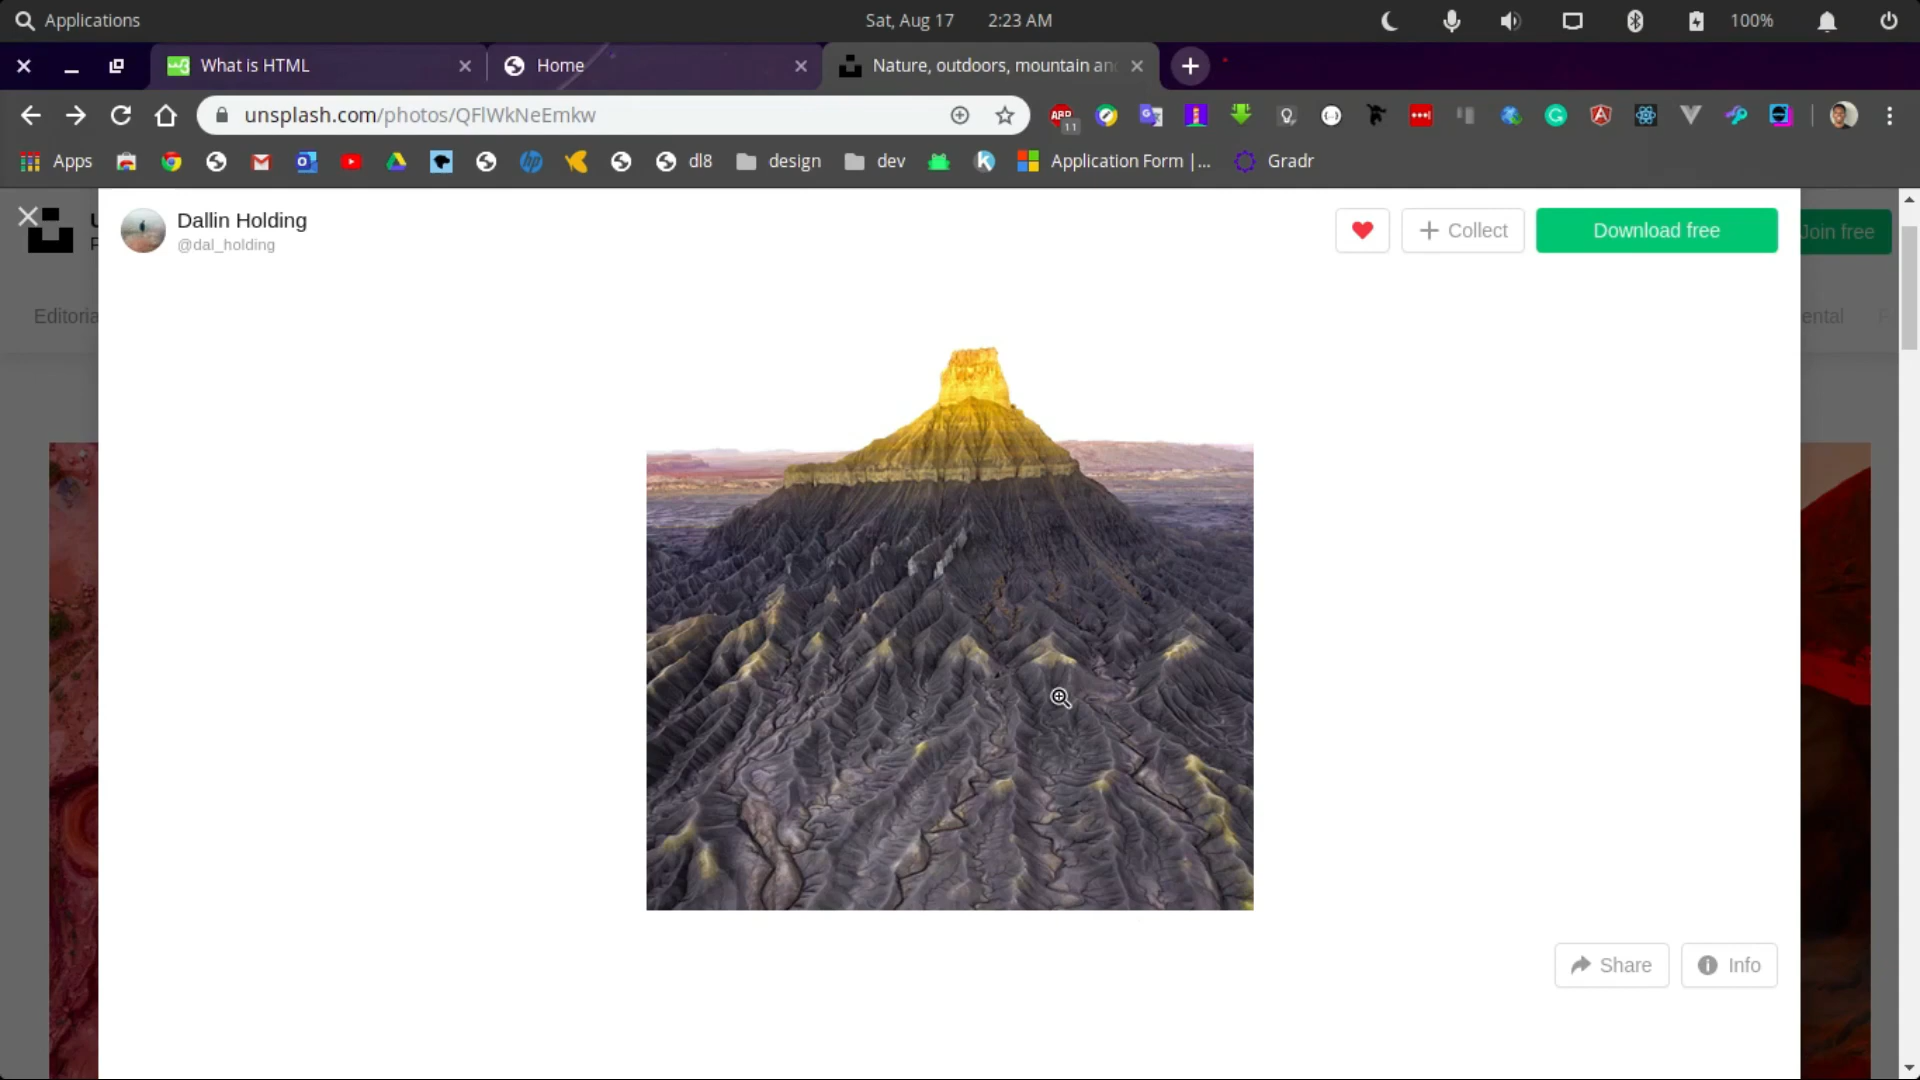 Applications
Sat, Aug 17 2:23 AM
100%
What is HTML
Home
Nature, outdoors, mountain an
unsplash.com/photos/QFlWkNeEmkw
ABP
11
Apps
dl8
design
dev
Application Form |...
Gradr
Dallin Holding
@dal_holding
Collect
Download free
Join free
Editoria
ental
Share
Info